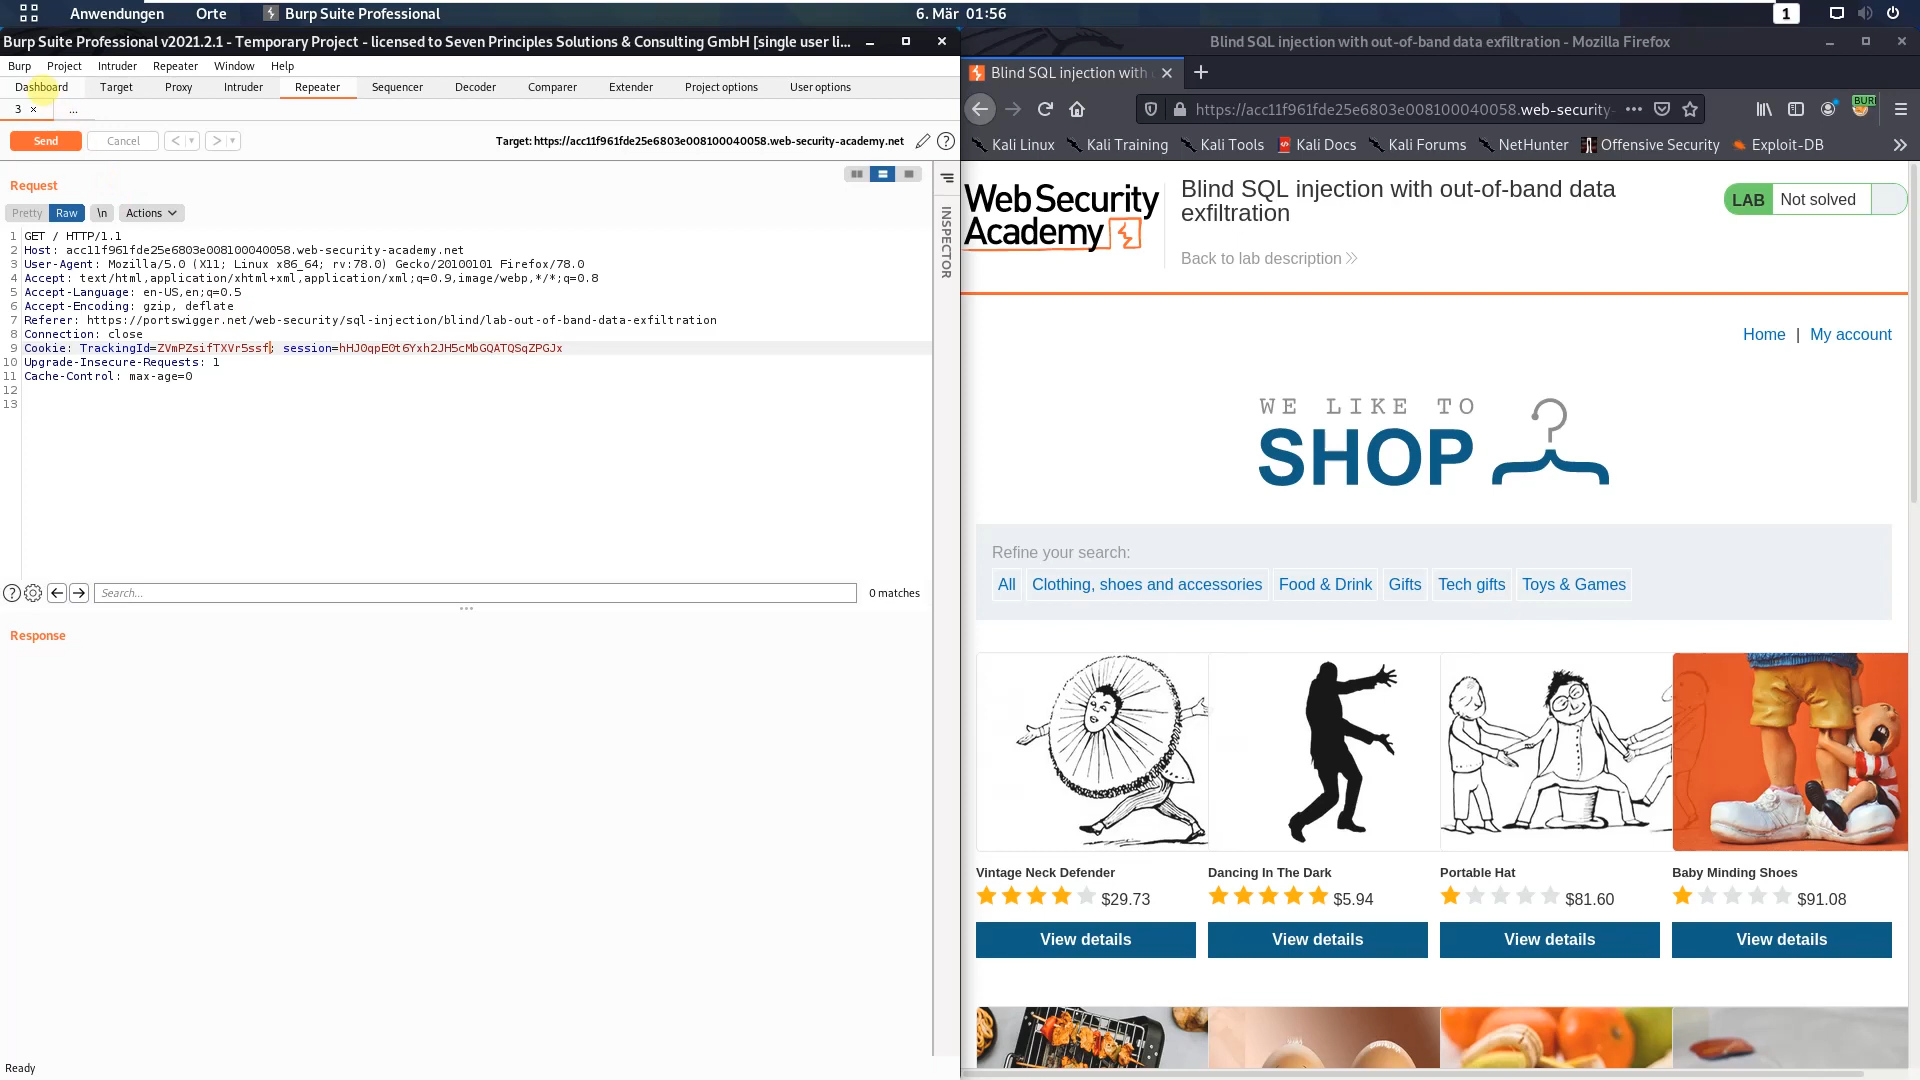 Anwendungen Orte Burp Suite Professional 6. Mär 01:56 1
Burp Suite Professional v2021.2.1 - Temporary Project - licensed to Seven Principles Solutions & Consulting GmbH [single user li...
Burp Project Intruder Repeater Window Help
Dashboard Target Proxy Intruder Repeater Sequencer Decoder Comparer Extender Project options User options
3 × ...
Send Cancel < > Target: https://acc11f961fde25e6803e008100040058.web-security-academy.net ?
Request
Pretty Raw \n Actions
INSPECTOR
1 GET / HTTP/1.1
2 Host: acc11f961fde25e6803e008100040058.web-security-academy.net
3 User-Agent: Mozilla/5.0 (X11; Linux x86_64; rv:78.0) Gecko/20100101 Firefox/78.0
4 Accept: text/html,application/xhtml+xml,application/xml;q=0.9,image/webp,*/*;q=0.8
5 Accept-Language: en-US,en;q=0.5
6 Accept-Encoding: gzip, deflate
7 Referer: https://portswigger.net/web-security/sql-injection/blind/lab-out-of-band-data-exfiltration
8 Connection: close
9 Cookie: TrackingId=ZVmPZsifTXVr5ssf; session=hHJ0qpE0t6Yxh2JH5cMbGQATQSqZPGJx
10 Upgrade-Insecure-Requests: 1
11 Cache-Control: max-age=0
12
13
? Search... 0 matches
Response
Ready
Blind SQL injection with out-of-band data exfiltration - Mozilla Firefox
Blind SQL injection with
https://acc11f961fde25e6803e008100040058.web-security- BUR
Kali Linux Kali Training Kali Tools Kali Docs Kali Forums NetHunter Offensive Security Exploit-DB
Web Security
Academy
Blind SQL injection with out-of-band data
exfiltration
Back to lab description
LAB Not solved
Home | My account
WE LIKE TO
SHOP
Refine your search:
All Clothing, shoes and accessories Food & Drink Gifts Tech gifts Toys & Games
Vintage Neck Defender Dancing In The Dark Portable Hat Baby Minding Shoes
$29.73 $5.94 $81.60 $91.08
View details View details View details View details